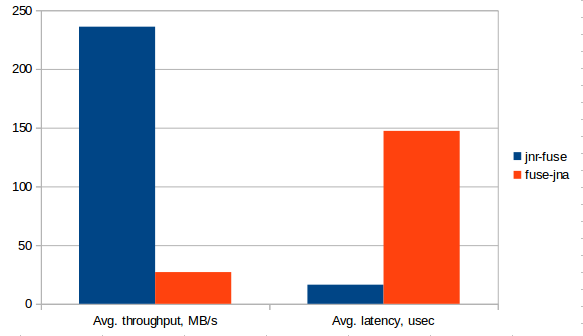 250
200
150
100
50
0
Avg. throughput, MB/s
Avg. latency, usec
jnr-fuse
fuse-jna